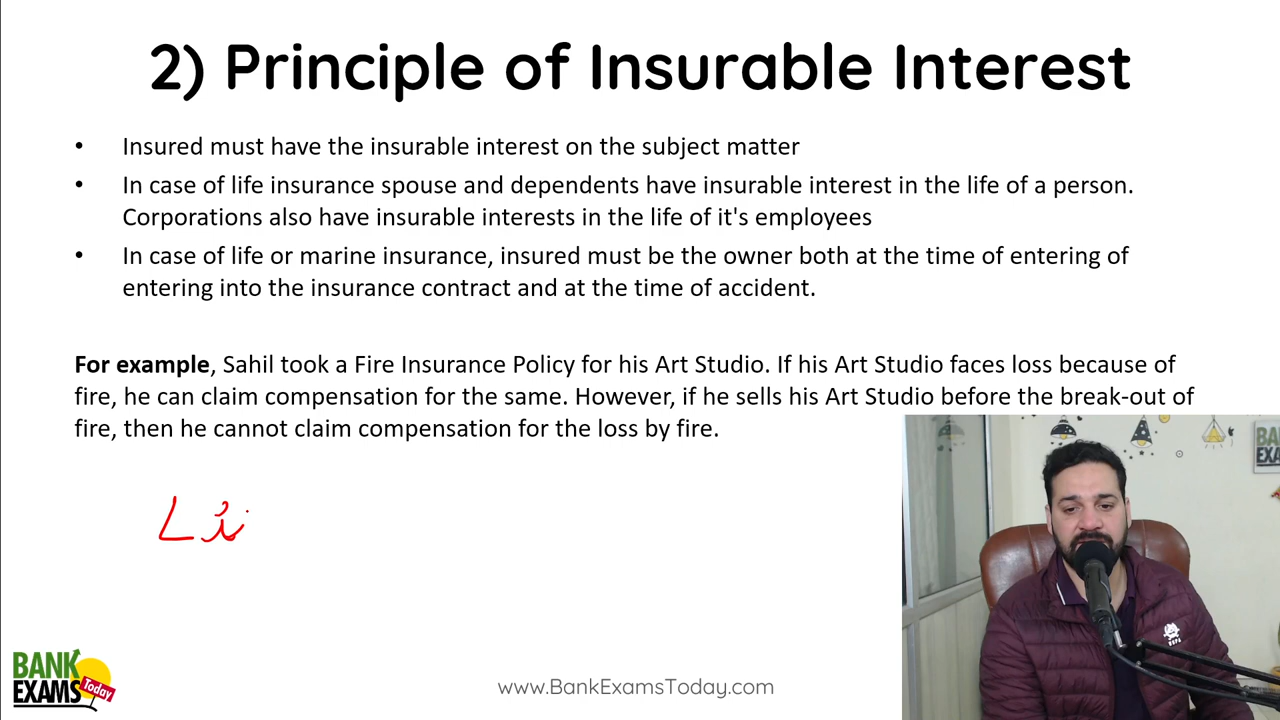 2) Principle of Insurable Interest
• Insured must have the insurable interest on the subject matter
• In case of life insurance spouse and dependents have insurable interest in the life of a person.
Corporations also have insurable interests in the life of it's employees
• In case of life or marine insurance, insured must be the owner both at the time of entering of
entering into the insurance contract and at the time of accident.
For example, Sahil took a Fire Insurance Policy for his Art Studio. If his Art Studio faces loss because of
fire, he can claim compensation for the same. However, if he sells his Art Studio before the break-out of
fire, then he cannot claim compensation for the loss by fire.
BANK
EXAMS
Today
www.BankExamsToday.com